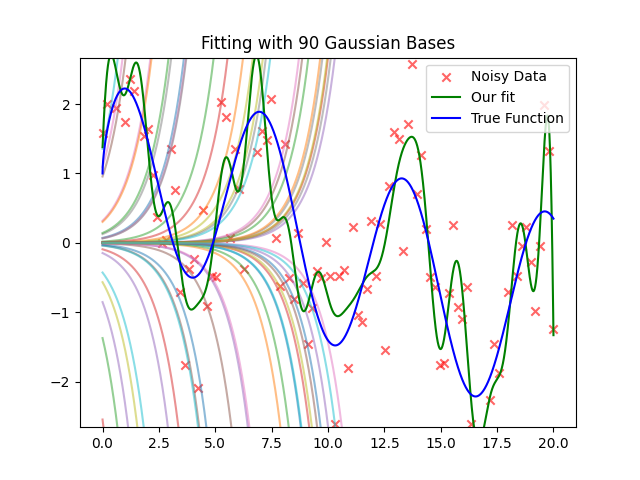 Fitting with 90 Gaussian Bases
Noisy Data
Our fit
True Function
2
1
0
−1
−2
0.0 2.5 5.0 7.5 10.0 12.5 15.0 17.5 20.0